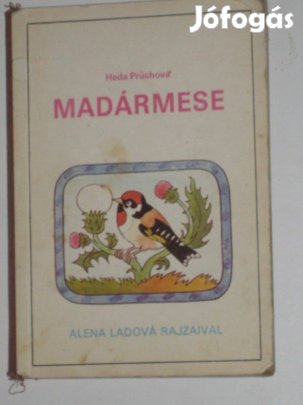 Jófogás
Heda Průchová
MADÁRMESE
ALENA LADOVÁ RAJZAIVAL